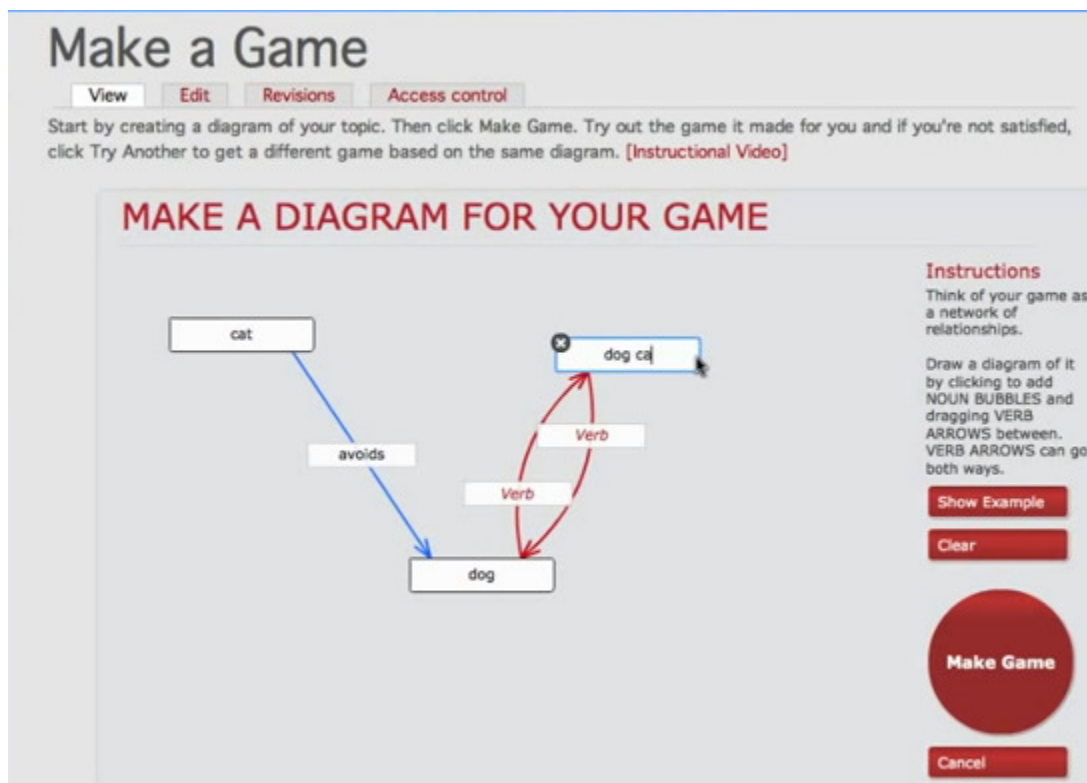 Make a Game
View Edit Revisions Access control
Start by creating a diagram of your topic. Then click Make Game. Try out the game it made for you and if you're not satisfied,
click Try Another to get a different game based on the same diagram. [Instructional Video]
MAKE A DIAGRAM FOR YOUR GAME
cat
dog ca
avoids
Verb
Verb
dog
Instructions
Think of your game as
a network of
relationships.
Draw a diagram of it
by clicking to add
NOUN BUBBLES and
dragging VERB
ARROWS between.
VERB ARROWS can go
both ways.
Show Example
Clear
Make Game
Cancel